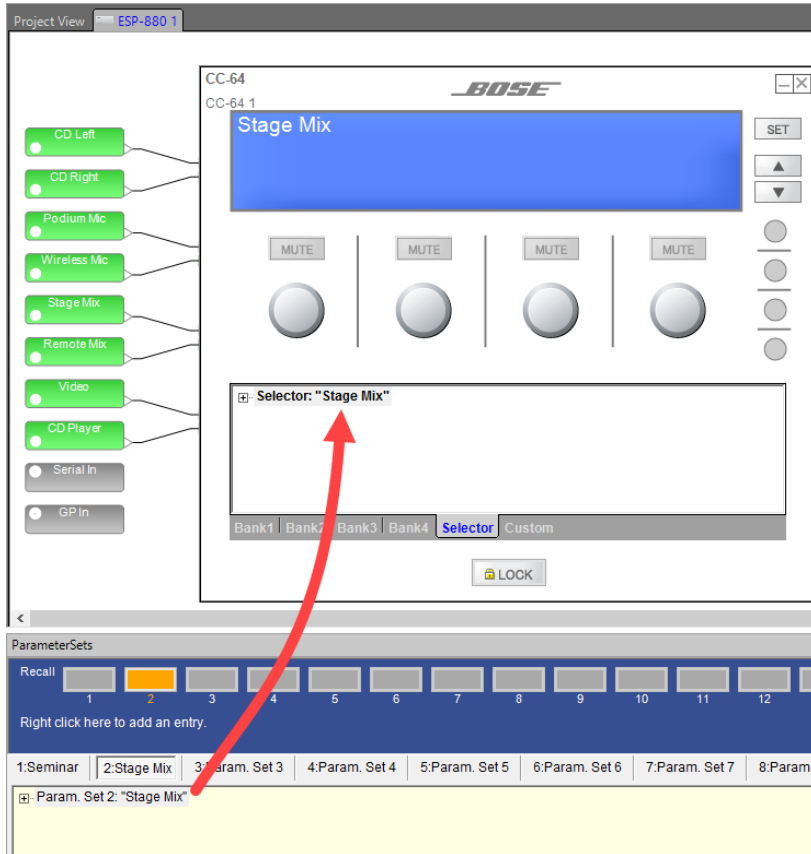 Project View ESP-880 1
CC-64
BOSE
CC-64 1
Stage Mix
SET
MUTE MUTE MUTE MUTE
CD Left
CD Right
Podium Mic
Wireless Mic
Stage Mix
Remote Mix
Video
CD Player
Serial In
GP In
Selector: "Stage Mix"
Bank1 Bank2 Bank3 Bank4 Selector Custom
LOCK
ParameterSets
Recall
1 2 3 4 5 6 7 8 9 10 11 12
Right click here to add an entry.
1:Seminar 2:Stage Mix 3:Param. Set 3 4:Param. Set 4 5:Param. Set 5 6:Param. Set 6 7:Param. Set 7 8:Param
Param. Set 2: "Stage Mix"